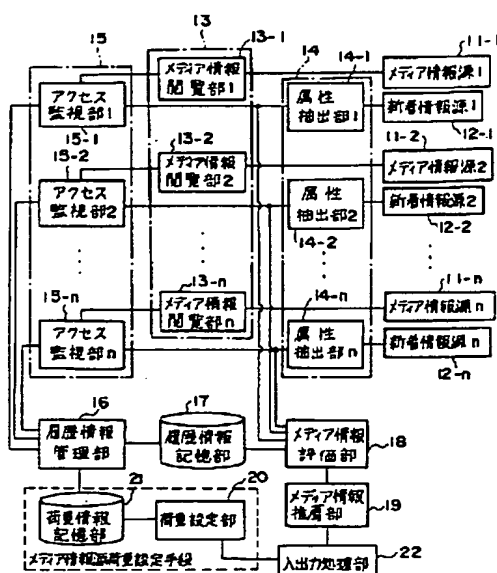 15
13
13-1
14
14-1
11-1
メディア情報
閲覧部1
メディア情報源1
アクセス
監視部1
属性
抽出部1
新着情報源1
15-1
15-2
13-2
11-2
12-1
メディア情報
閲覧部2
メディア情報源2
アクセス
監視部2
属性
抽出部2
新着情報源2
14-2
12-2
13-n
14-n
11-n
15-n
メディア情報
閲覧部n
メディア情報源n
アクセス
監視部n
属性
抽出部n
新着情報源n
12-n
16
17
履歴情報
管理部
履歴情報
記憶部
メディア情報
評価部
18
21
20
荷重情報
記憶部
荷重設定部
メディア情報
推薦部
19
メディア情報源荷重設定手段
入出力処理部
22